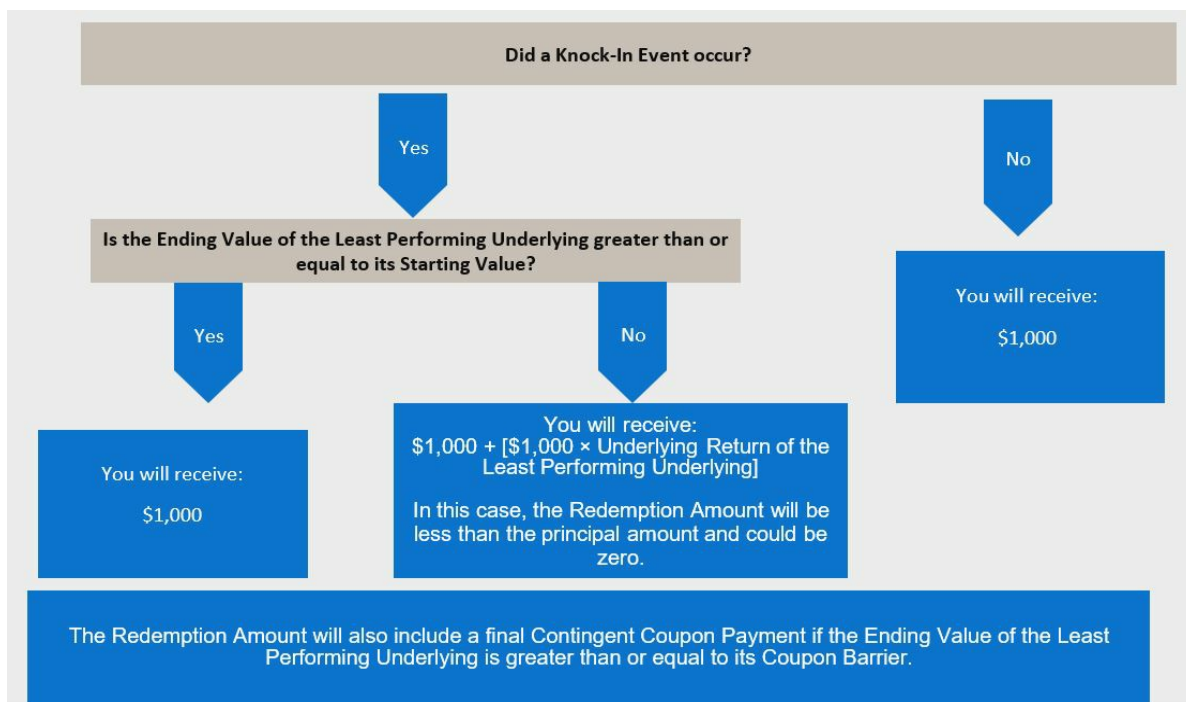 Did a Knock-In Event occur?
Yes
No
Is the Ending Value of the Least Performing Underlying greater than or
equal to its Starting Value?
You will receive:
$1,000
Yes
No
You will receive:
$1,000
You will receive:
$1,000 + [$1,000 × Underlying Return of the
Least Performing Underlying]
In this case, the Redemption Amount will be
less than the principal amount and could be
zero.
The Redemption Amount will also include a final Contingent Coupon Payment if the Ending Value of the Least
Performing Underlying is greater than or equal to its Coupon Barrier.